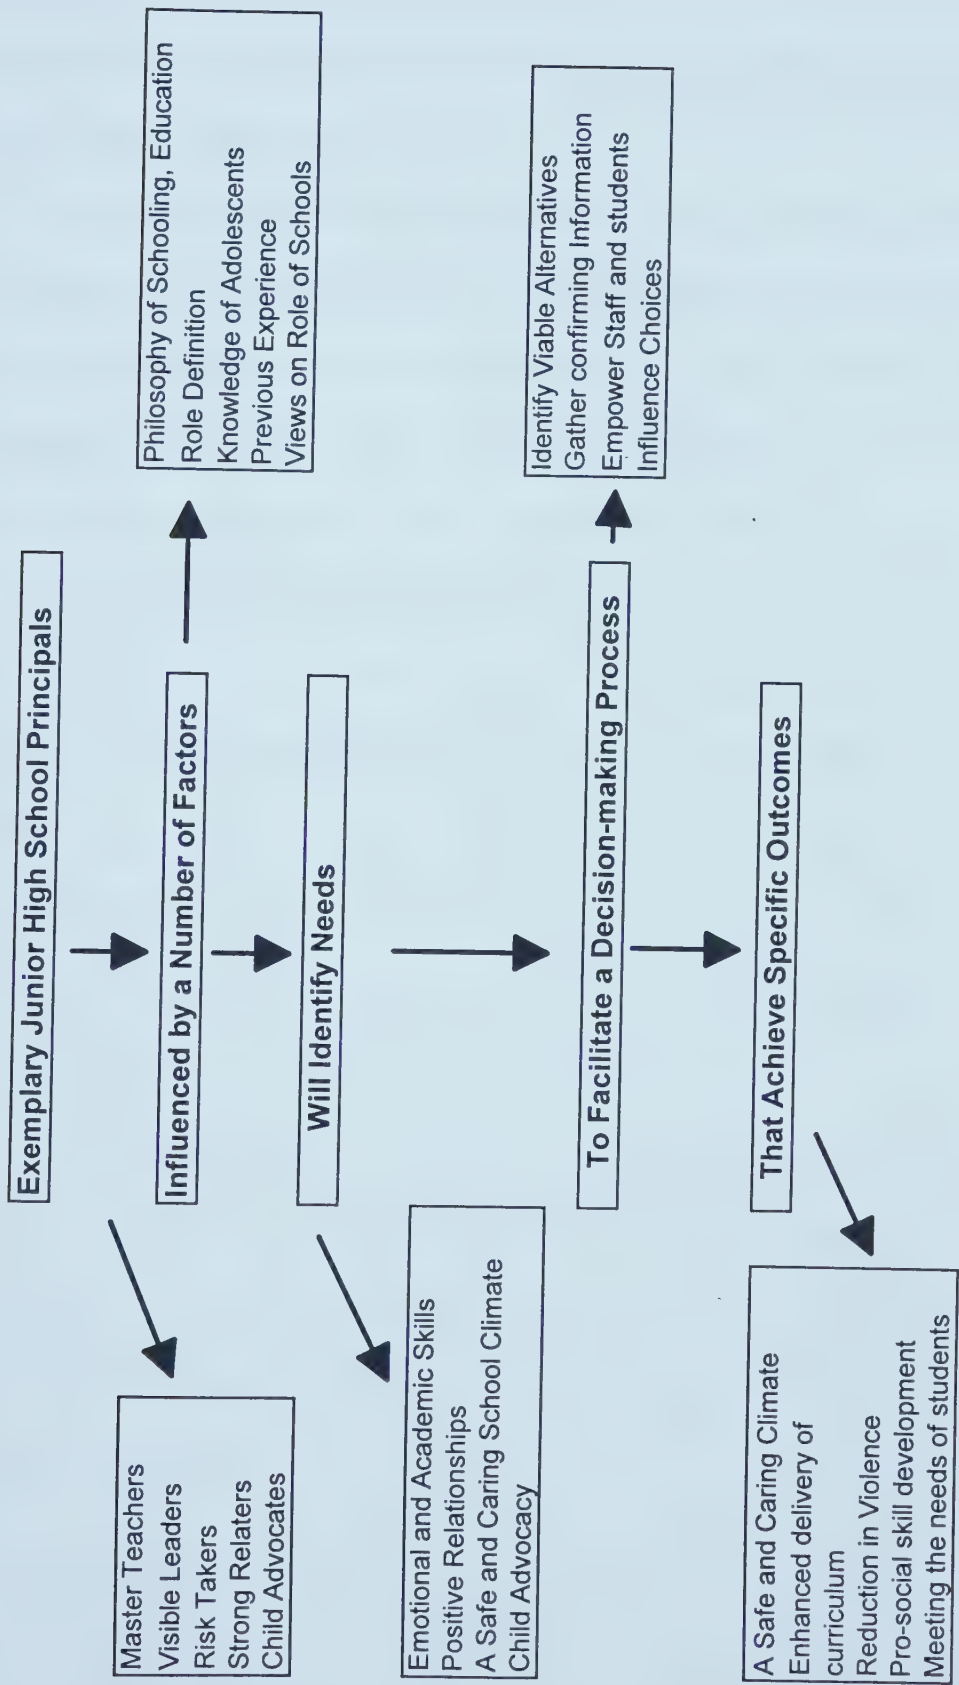 Exemplary Junior High School Principals
Master Teachers
Visible Leaders
Risk Takers
Strong Relaters
Child Advocates
Influenced by a Number of Factors
Philosophy of Schooling, Education
Role Definition
Knowledge of Adolescents
Previous Experience
Views on Role of Schools
Will Identify Needs
Emotional and Academic Skills
Positive Relationships
A Safe and Caring School Climate
Child Advocacy
To Facilitate a Decision-making Process
Identify Viable Alternatives
Gather confirming Information
Empower Staff and students
Influence Choices
That Achieve Specific Outcomes
A Safe and Caring Climate
Enhanced delivery of
curriculum
Reduction in Violence
Pro-social skill development
Meeting the needs of students